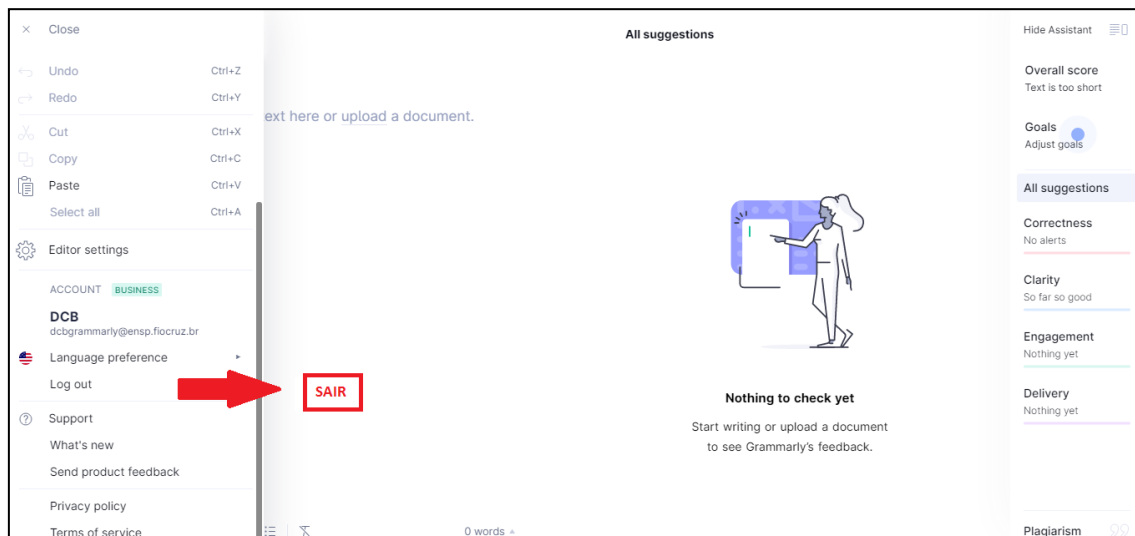 × Close
Undo Ctrl+Z
Redo Ctrl+Y
Cut Ctrl+X
Copy Ctrl+C
Paste Ctrl+V
Select all Ctrl+A
Editor settings
ACCOUNT BUSINESS
DCB
dcbgrammarly@ensp.fiocruz.br
Language preference
Log out
SAIR
Support
What's new
Send product feedback
Privacy policy
Terms of service
All suggestions
ext here or upload a document.
Nothing to check yet
Start writing or upload a document
to see Grammarly's feedback.
0 words
Hide Assistant
Overall score
Text is too short
Goals
Adjust goals
All suggestions
Correctness
No alerts
Clarity
So far so good
Engagement
Nothing yet
Delivery
Nothing yet
Plagiarism